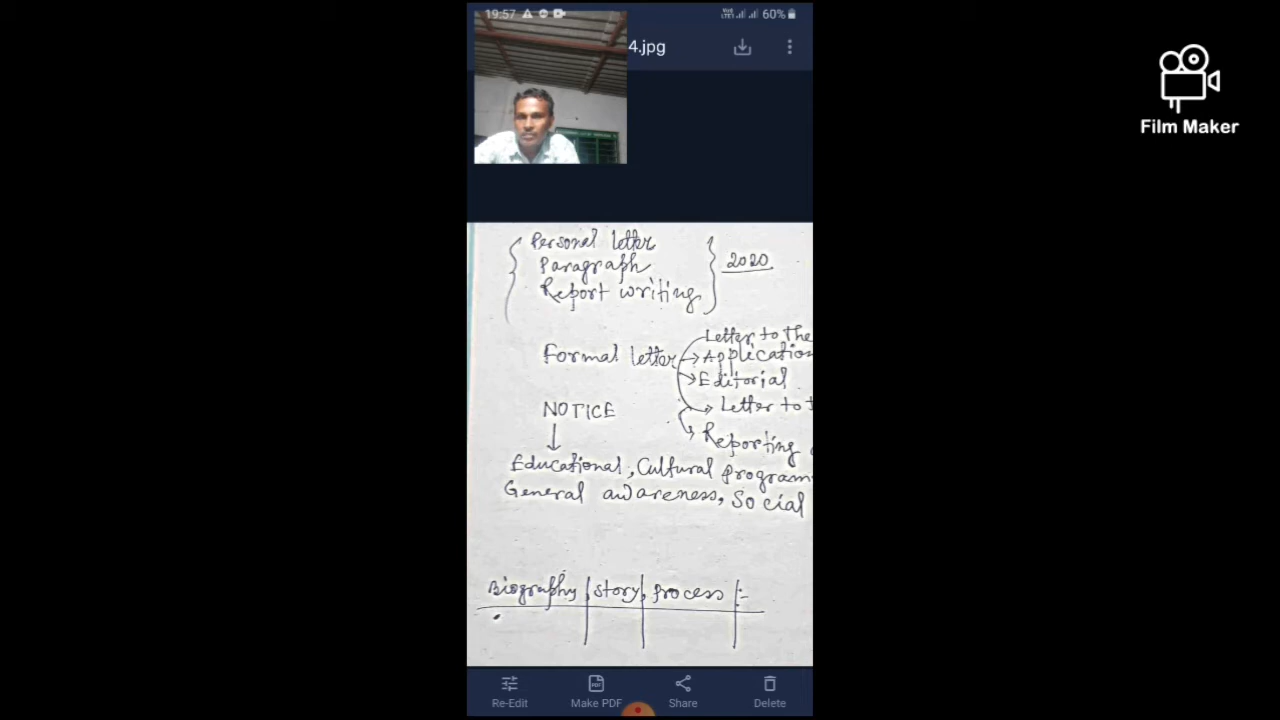 19:57 60%
4.jpg
Film Maker
Personal letter
Paragraph
Report writing
2020
Letter to the
Formal letter → Application
→ Editorial
→ Letter to t
NOTICE
→ Reporting
Educational, Cultural program
General awareness, Social
Biography | story | process | :-
Re-Edit Make PDF Share Delete